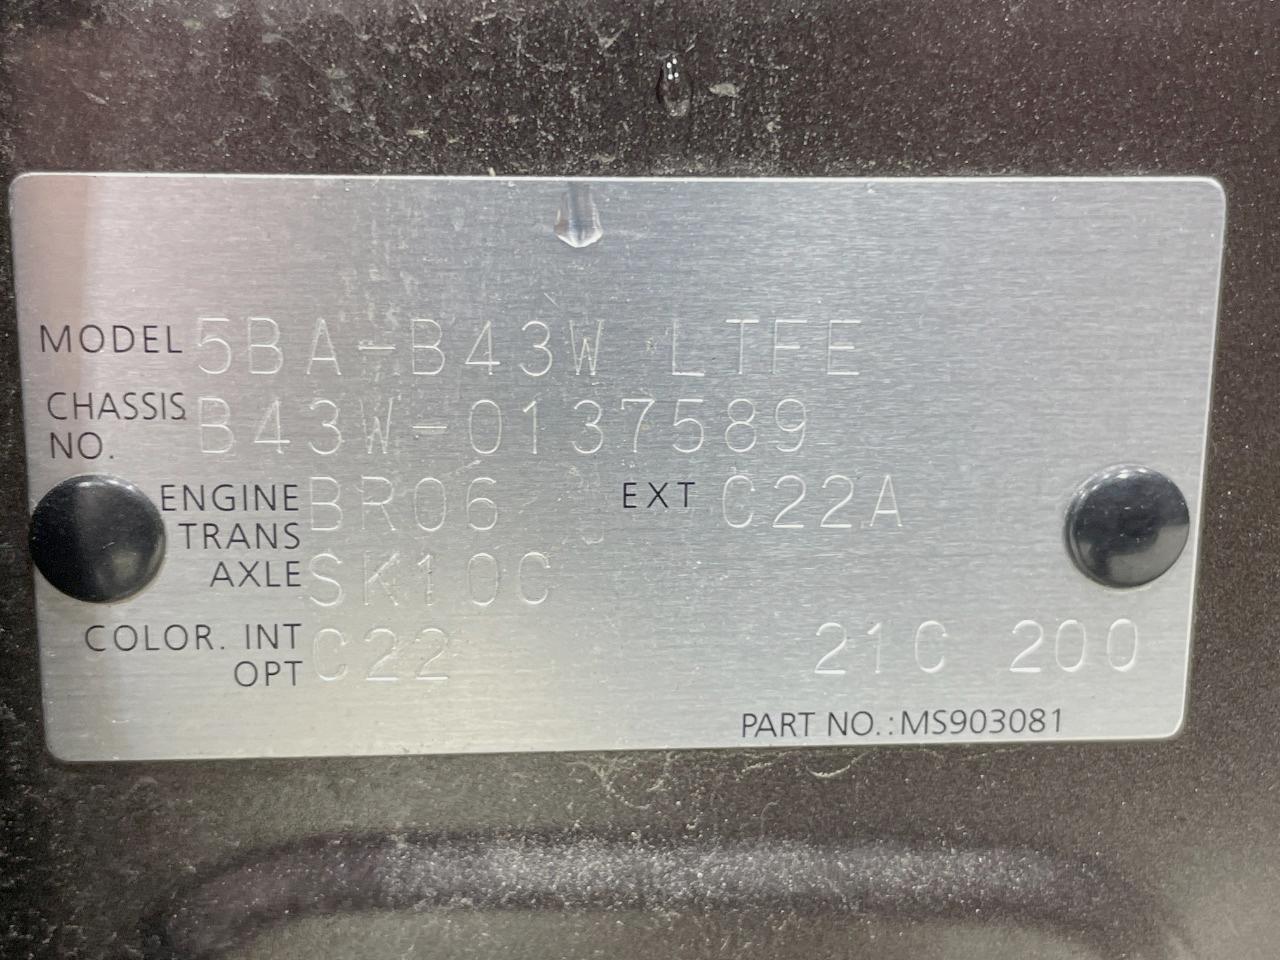 MODEL 5BA-B43W LTFE
CHASSIS NO. B43W-0137589
ENGINE BR06 EXT C22A
TRANS
AXLE SK10C
COLOR. INT C22 21C 200
OPT
PART NO.:MS903081